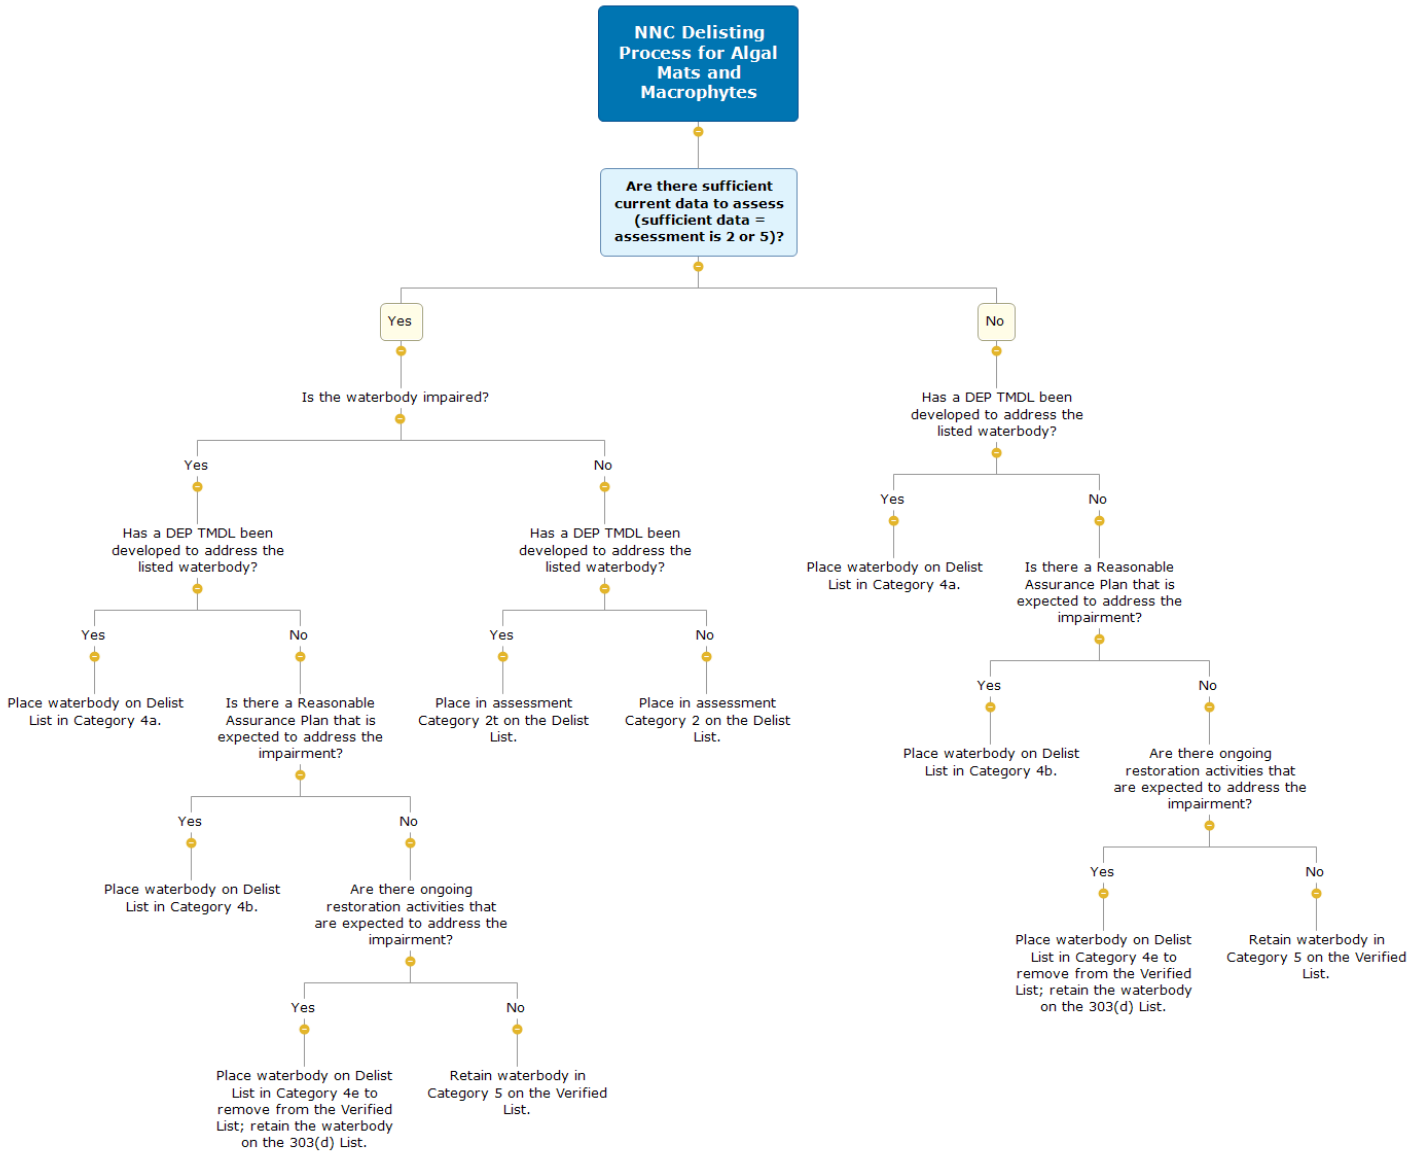 NNC Delisting
Process for Algal
Mats and
Macrophytes
Are there sufficient
current data to assess
(sufficient data =
assessment is 2 or 5)?
Yes
No
Is the waterbody impaired?
Has a DEP TMDL been
developed to address the
listed waterbody?
Yes
No
Yes
No
Has a DEP TMDL been
developed to address the
listed waterbody?
Has a DEP TMDL been
developed to address the
listed waterbody?
Place waterbody on Delist
List in Category 4a.
Is there a Reasonable
Assurance Plan that is
expected to address the
impairment?
Yes
No
Yes
No
Yes
No
Place waterbody on Delist
List in Category 4a.
Is there a Reasonable
Assurance Plan that is
expected to address the
impairment?
Place in assessment
Category 2t on the Delist
List.
Place in assessment
Category 2 on the Delist
List.
Place waterbody on Delist
List in Category 4b.
Are there ongoing
restoration activities that
are expected to address the
impairment?
Yes
No
Yes
No
Place waterbody on Delist
List in Category 4b.
Are there ongoing
restoration activities that
are expected to address the
impairment?
Place waterbody on Delist
List in Category 4e to
remove from the Verified
List; retain the waterbody
on the 303(d) List.
Retain waterbody in
Category 5 on the Verified
List.
Yes
No
Place waterbody on Delist
List in Category 4e to
remove from the Verified
List; retain the waterbody
on the 303(d) List.
Retain waterbody in
Category 5 on the Verified
List.